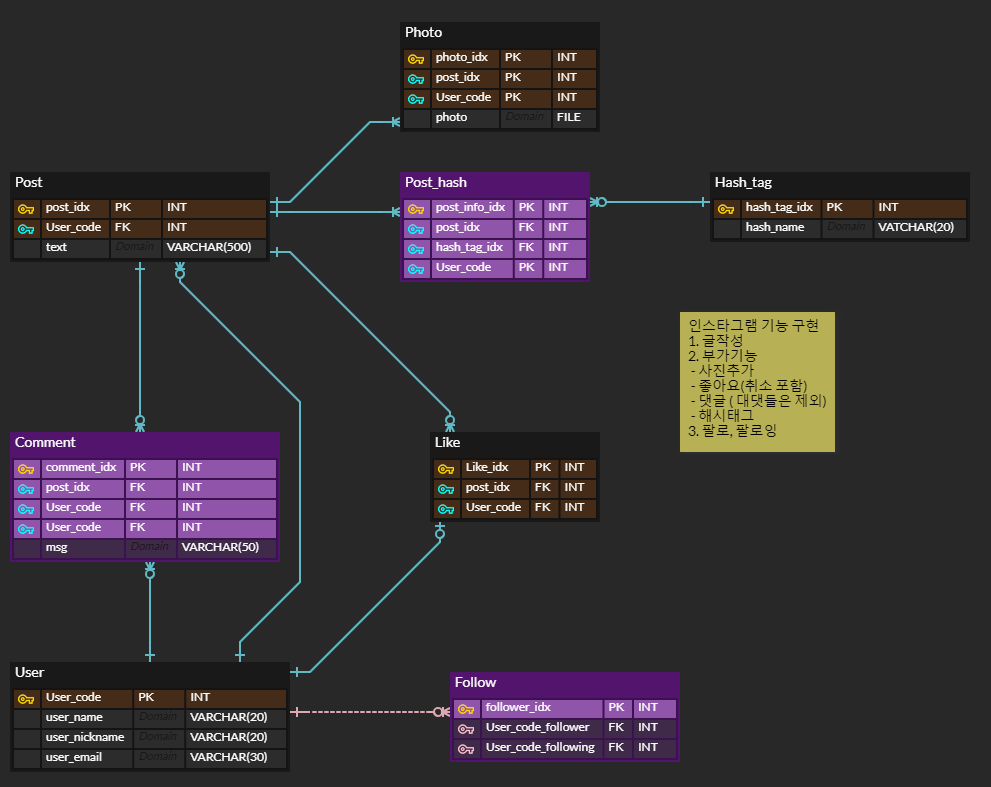 Photo
photo_idx PK INT
post_idx PK INT
User_code PK INT
photo Domain FILE
Post
post_idx PK INT
User_code FK INT
text Domain VARCHAR(500)
Post_hash
post_info_idx PK INT
post_idx FK INT
hash_tag_idx FK INT
User_code PK INT
Hash_tag
hash_tag_idx PK INT
hash_name Domain VATCHAR(20)
인스타그램 기능 구현
1. 글작성
2. 부가기능
- 사진추가
- 좋아요(취소 포함)
- 댓글 ( 대댓들은 제외)
- 해시태그
3. 팔로, 팔로잉
Comment
comment_idx PK INT
post_idx FK INT
User_code FK INT
User_code FK INT
msg Domain VARCHAR(50)
Like
Like_idx PK INT
post_idx FK INT
User_code FK INT
User
User_code PK INT
user_name Domain VARCHAR(20)
user_nickname Domain VARCHAR(20)
user_email Domain VARCHAR(30)
Follow
follower_idx PK INT
User_code_follower FK INT
User_code_following FK INT